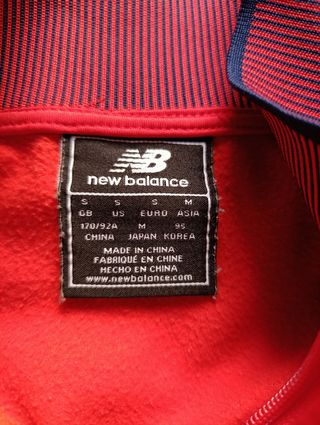 NB
new balance
S S S M
GB US EURO ASIA
170/92A M 95
CHINA JAPAN KOREA
MADE IN CHINA
FABRIQUÉ EN CHINE
HECHO EN CHINA
www.newbalance.com